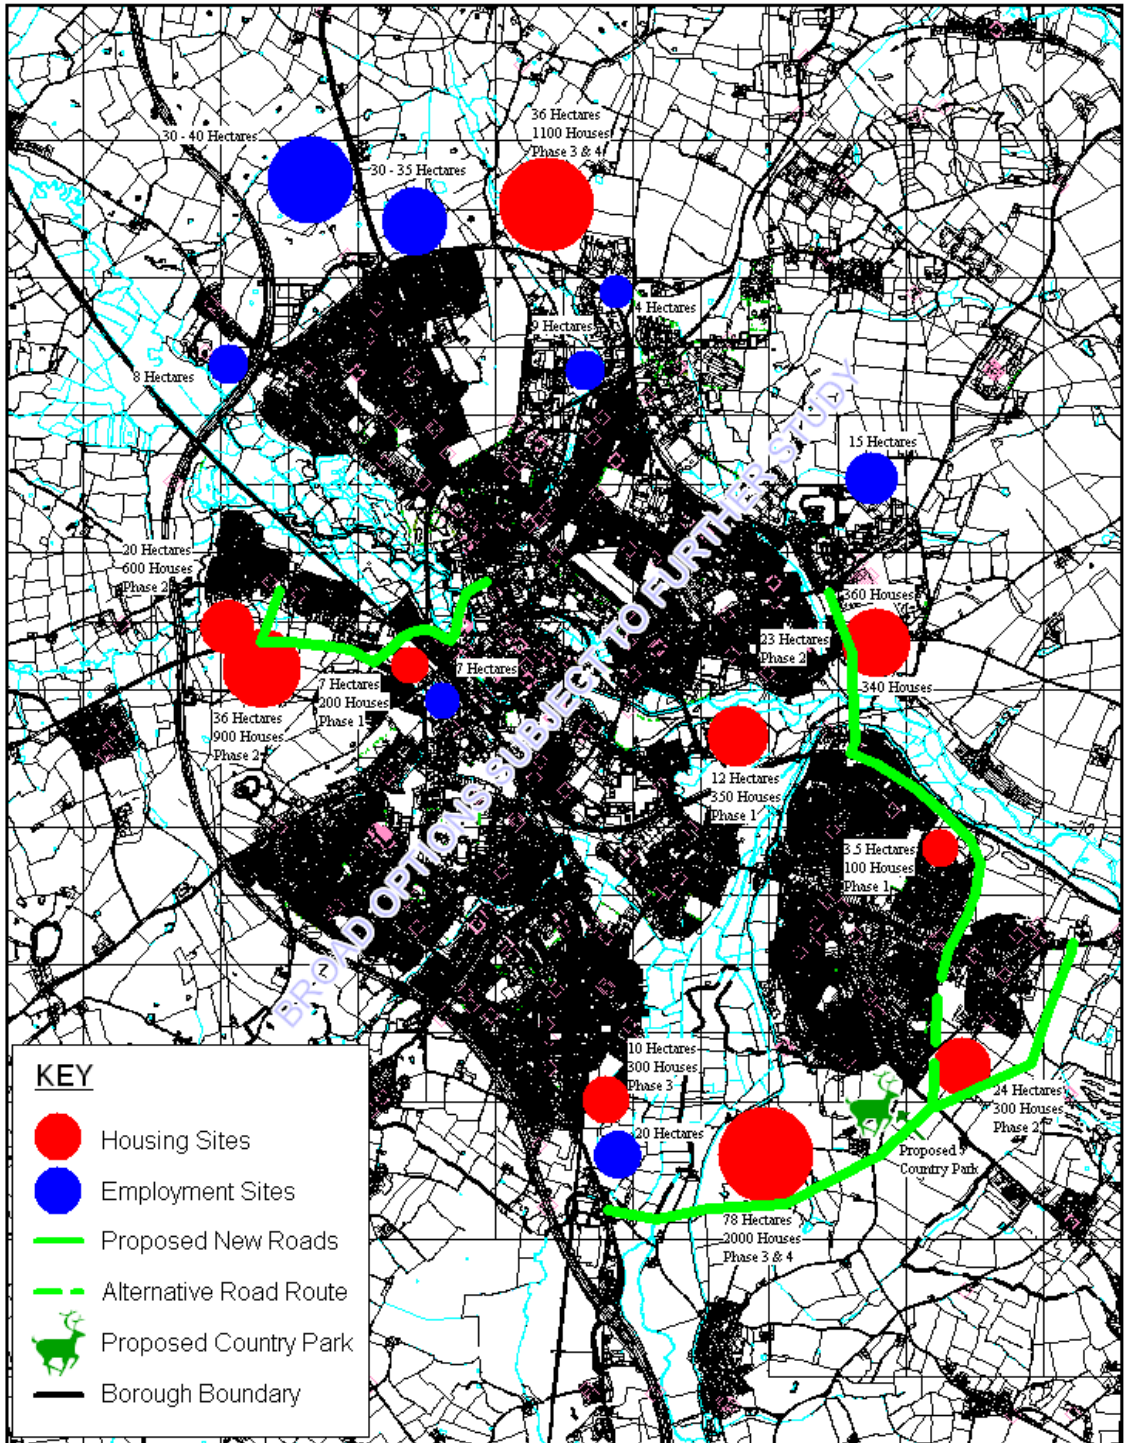 30 - 40 Hectares
36 Hectares
1100 Houses
Phase 3 & 4
30 - 35 Hectares
4 Hectares
9 Hectares
8 Hectares
15 Hectares
20 Hectares
600 Houses
Phase 2
360 Houses
23 Hectares
Phase 2
340 Houses
7 Hectares
7 Hectares
200 Houses
Phase 1
36 Hectares
900 Houses
Phase 2
12 Hectares
350 Houses
Phase 1
3.5 Hectares
100 Houses
Phase 1
BROAD OPTIONS SUBJECT TO FURTHER STUDY
10 Hectares
300 Houses
Phase 3
20 Hectares
24 Hectares
300 Houses
Phase 2
Proposed
Country Park
78 Hectares
2000 Houses
Phase 3 & 4
KEY
Housing Sites
Employment Sites
Proposed New Roads
Alternative Road Route
Proposed Country Park
Borough Boundary